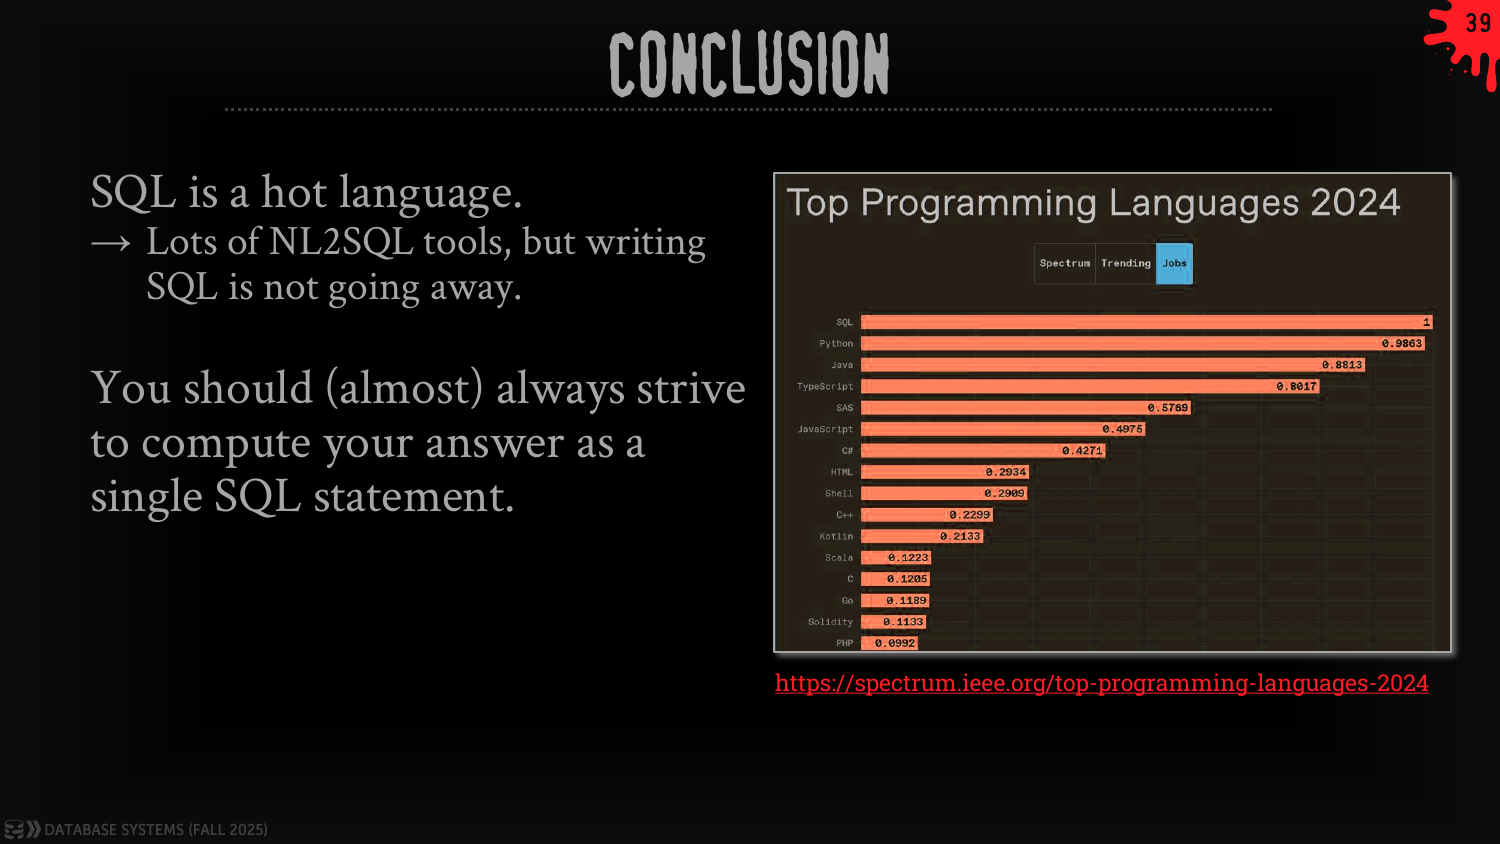 39
CONCLUSION
SQL is a hot language.
→ Lots of NL2SQL tools, but writing
SQL is not going away.
You should (almost) always strive
to compute your answer as a
single SQL statement.
Top Programming Languages 2024
Spectrum Trending Jobs
SQL 1
Python 0.9863
Java 0.8813
TypeScript 0.8017
SAS 0.5769
JavaScript 0.4975
C# 0.4271
HTML 0.2934
Shell 0.2909
C++ 0.2299
Kotlin 0.2133
Scala 0.1223
C 0.1205
Go 0.1189
Solidity 0.1133
PHP 0.0992
https://spectrum.ieee.org/top-programming-languages-2024
DATABASE SYSTEMS (FALL 2025)